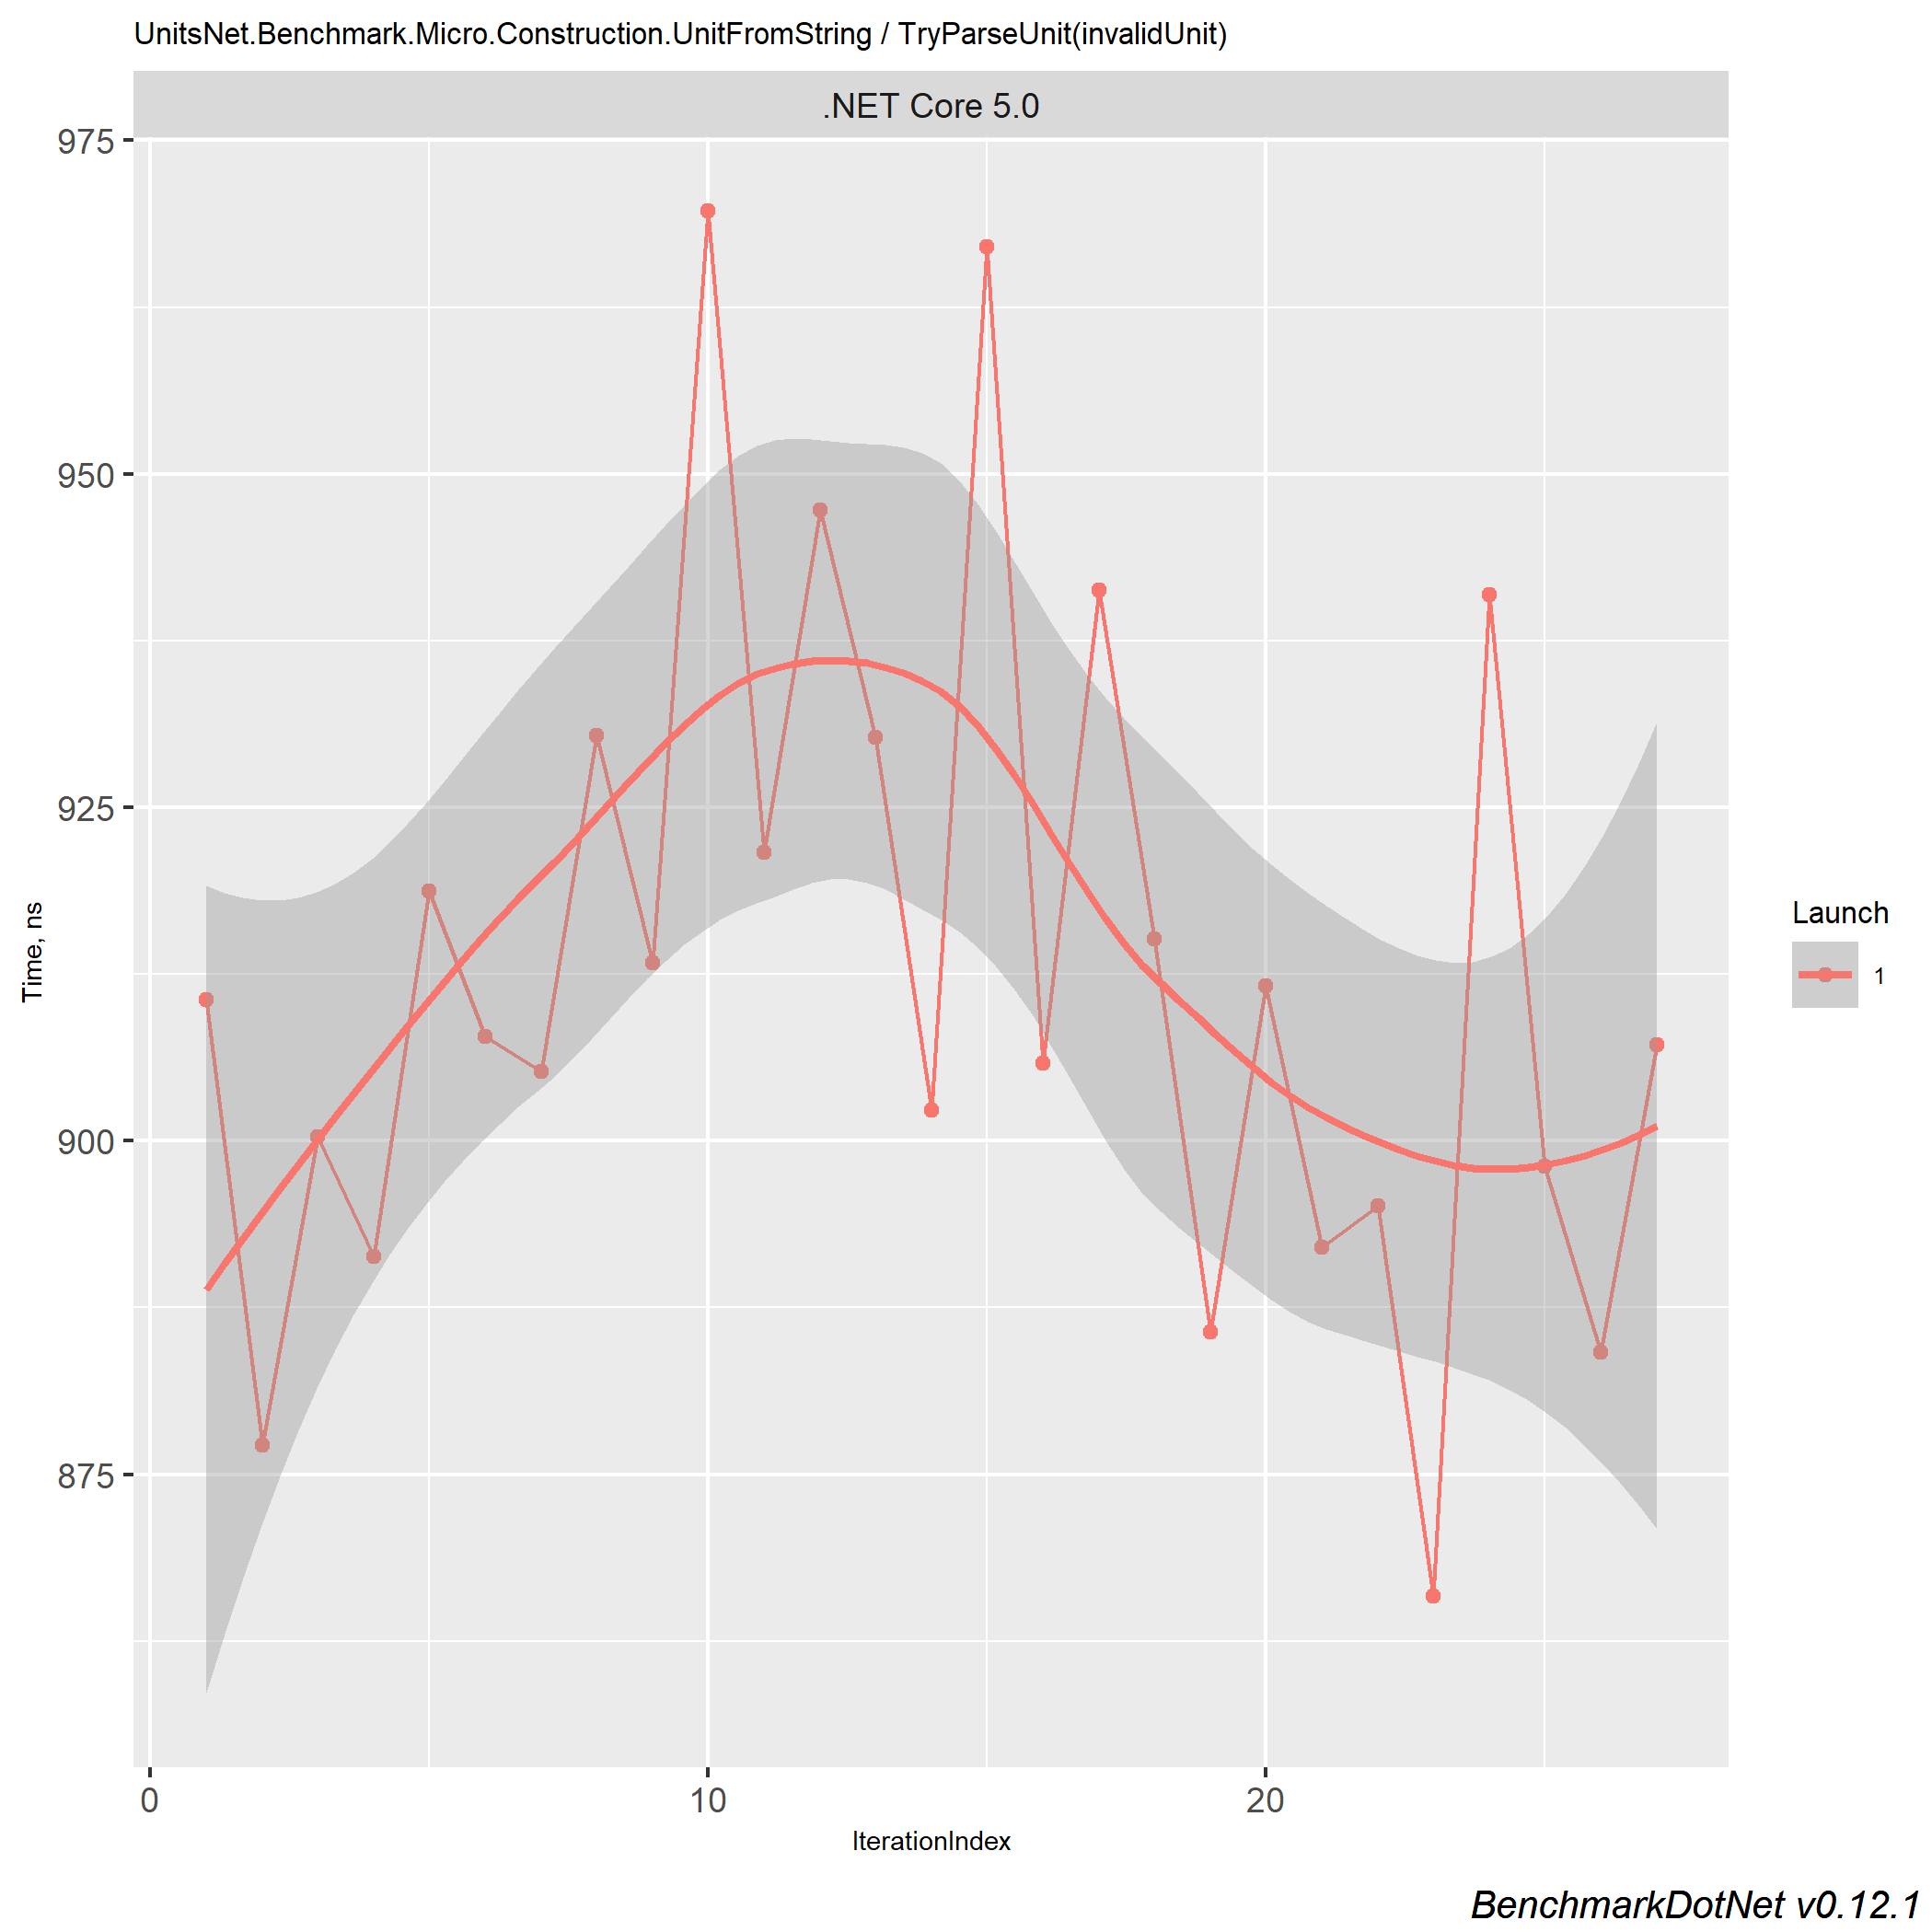 UnitsNet.Benchmark.Micro.Construction.UnitFromString / TryParseUnit(invalidUnit)
.NET Core 5.0
975
950
925
900
875
Time, ns
0 10 20
IterationIndex
Launch
1
BenchmarkDotNet v0.12.1